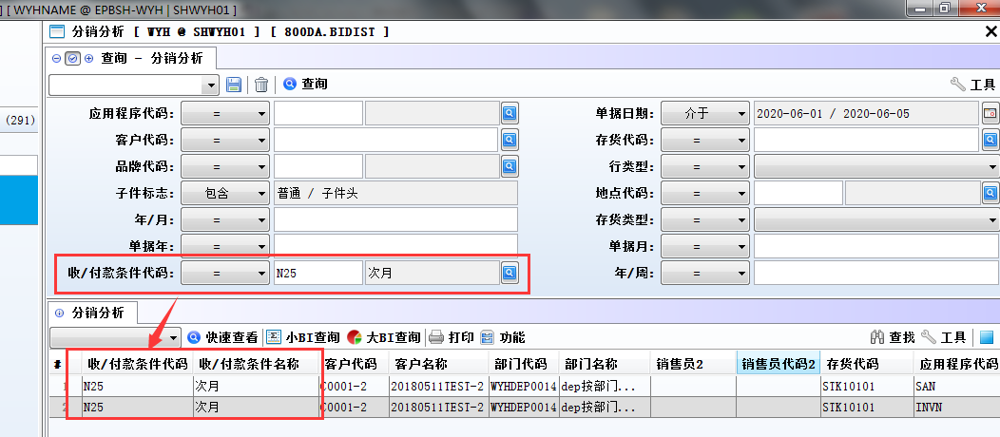 ] [ WYHNAME @ EPBSH-WYH | SHWYH01 ]
分销分析 [ WYH @ SHWYH01 ] [ 800DA.BIDIST ]
查询 - 分销分析
查询 工具
(291)
应用程序代码: = 单据日期: 介于 2020-06-01 / 2020-06-05
客户代码: = 存货代码: =
品牌代码: = 行类型: =
子件标志: 包含 普通 / 子件头 地点代码: =
年/月: = 存货类型: =
单据年: = 单据月: =
收/付款条件代码: = N25 次月 年/周: =
分销分析
快速查看 小BI查询 大BI查询 打印 功能 查找 工具
# 收/付款条件代码 收/付款条件名称 客户代码 客户名称 部门代码 部门名称 销售员2 销售员代码2 存货代码 应用程序代码
1 N25 次月 C0001-2 20180511TEST-2 WYHDEP0014 dep按部门... STK10101 SAN
2 N25 次月 C0001-2 20180511TEST-2 WYHDEP0014 dep按部门... STK10101 INVN